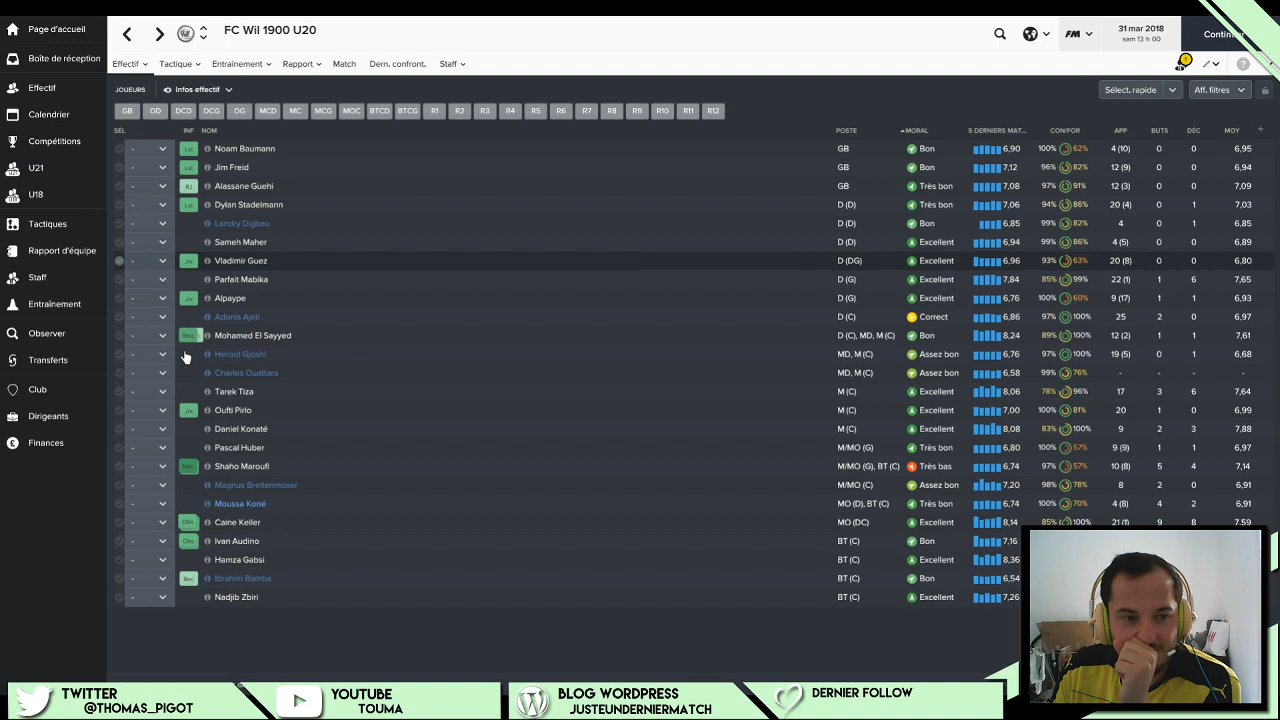 Page d'accueil
Boîte de réception
Effectif
Calendrier
Compétitions
U21
U18
Tactiques
Rapport d'équipe
Staff
Entraînement
Observer
Transferts
Club
Dirigeants
Finances
FC Wil 1900 U20
FM
31 mar 2018
sam 13 h 00
Effectif Tactique Entraînement Rapport Match Dern. confront. Staff
JOUEURS Infos effectif Sélect. rapide Aff. filtres
GB DD DCD DCG DG MCD MC MCG MOC BTCD BTCG R1 R2 R3 R4 R5 R6 R7 R8 R9 R10 R11 R12
SÉL INF NOM POSTE MORAL 5 DERNIERS MAT... CON/FOR APP BUTS DÉC MOY
- Lst Noam Baumann GB Bon 6,90 100% 62% 4 (10) 0 0 6,95
- Lst Jim Freid GB Bon 7,12 96% 82% 12 (9) 0 0 6,94
- RJ Alassane Guehi GB Très bon 7,08 97% 91% 12 (3) 0 0 7,09
- Lst Dylan Stadelmann D (D) Très bon 7,06 94% 86% 20 (4) 0 1 7,03
- Landry Digbeu D (D) Bon 6,85 99% 82% 4 0 1 6,85
- Sameh Maher D (D) Excellent 6,94 99% 86% 4 (5) 0 0 6,89
- Vladimir Guez D (DG) Excellent 6,96 93% 63% 20 (8) 0 0 6,80
- Parfait Mabika D (G) Excellent 7,84 85% 99% 22 (1) 1 6 7,65
- Alpaype D (G) Excellent 6,76 100% 60% 9 (17) 1 1 6,93
- Adonis Ajeti D (C) Correct 6,86 97% 100% 25 2 0 6,97
- Mohamed El Sayyed D (C), MD, M (C) Bon 8,24 89% 100% 12 (2) 1 0 7,61
- Heroid Gjoshi MD, M (C) Assez bon 6,76 97% 100% 19 (5) 1 0 6,68
- Charles Ouattara MD, M (C) Assez bon 6,58 99% 76% - - - -
- Tarek Tiza M (C) Excellent 8,06 78% 96% 17 3 6 7,64
- Oufti Pirlo M (C) Excellent 7,00 100% 81% 20 1 0 6,99
- Daniel Konaté M (C) Excellent 8,08 83% 100% 9 2 3 7,88
- Pascal Huber M/MO (G) Très bon 6,80 100% 57% 9 (9) 1 1 6,97
- Shaho Maroufi M/MO (G), BT (C) Très bas 6,74 97% 57% 10 (8) 5 4 7,14
- Magnus Breitenmoser M/MO (C) Assez bon 7,20 98% 78% 8 2 0 6,91
- Moussa Koné MO (D), BT (C) Très bon 6,74 100% 70% 4 (8) 4 2 6,91
- Obs Caine Keller MO (DC) Excellent 8,14 85% 100% 21 (1) 9 8 7,59
- Obs Ivan Audino BT (C) Bon 7,16
- Hamza Gabsi BT (C) Excellent 8,36
- Rec Ibrahim Bamba BT (C) Bon 6,54
- Nadjib Zbiri BT (C) Excellent 7,26
TWITTER
@THOMAS_PIGOT
YOUTUBE
TOUMA
BLOG WORDPRESS
JUSTEUNDERNIERMATCH
DERNIER FOLLOW